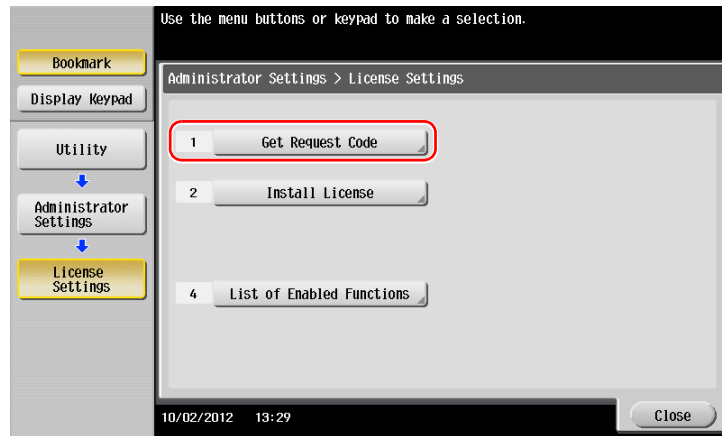 Use the menu buttons or keypad to make a selection.
Bookmark
Display Keypad
Utility
Administrator
Settings
License
Settings
Administrator Settings > License Settings
1 Get Request Code
2 Install License
4 List of Enabled Functions
10/02/2012 13:29
Close